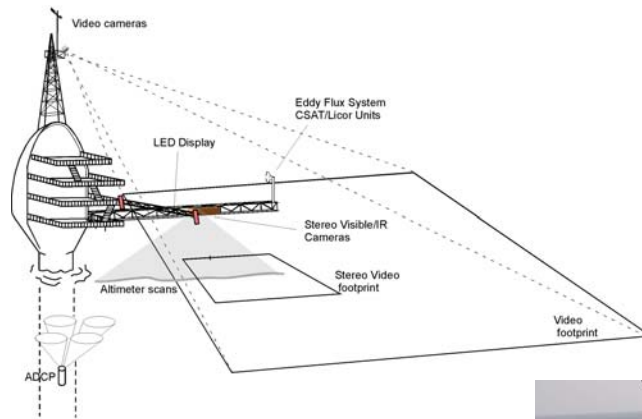 Video cameras
Eddy Flux System
CSAT/Licor Units
LED Display
Stereo Visible/IR
Cameras
Stereo Video
footprint
Altimeter scans
Video
footprint
ADCP